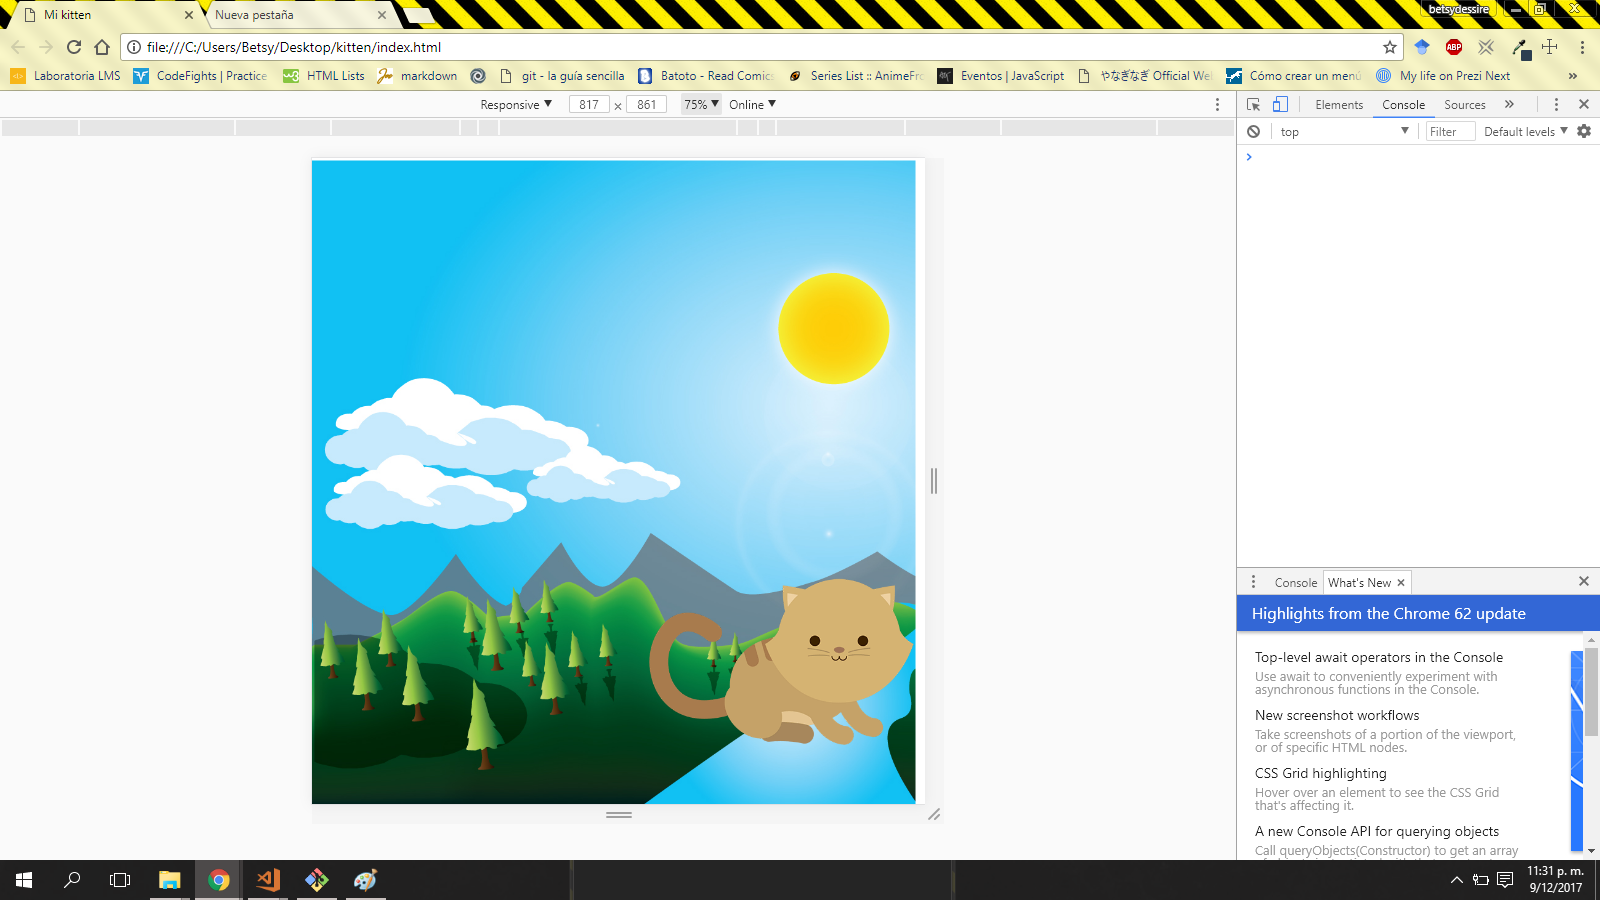 Mi kitten
Nueva pestaña
betsydessire
file:///C:/Users/Betsy/Desktop/kitten/index.html
ABP
Laboratoria LMS
CodeFights | Practice
HTML Lists
markdown
git - la guía sencilla
Batoto - Read Comics
Series List :: AnimeFro
Eventos | JavaScript
やなぎなぎ Official We
Cómo crear un menú
My life on Prezi Next
»
Responsive ▼ 817 x 861 75% ▼ Online ▼
Elements Console Sources »
top ▼ Filter Default levels ▼
Console What's New ×
Highlights from the Chrome 62 update
Top-level await operators in the Console
Use await to conveniently experiment with
asynchronous functions in the Console.
New screenshot workflows
Take screenshots of a portion of the viewport,
or of specific HTML nodes.
CSS Grid highlighting
Hover over an element to see the CSS Grid
that's affecting it.
A new Console API for querying objects
Call queryObjects(Constructor) to get an array
11:31 p. m.
9/12/2017